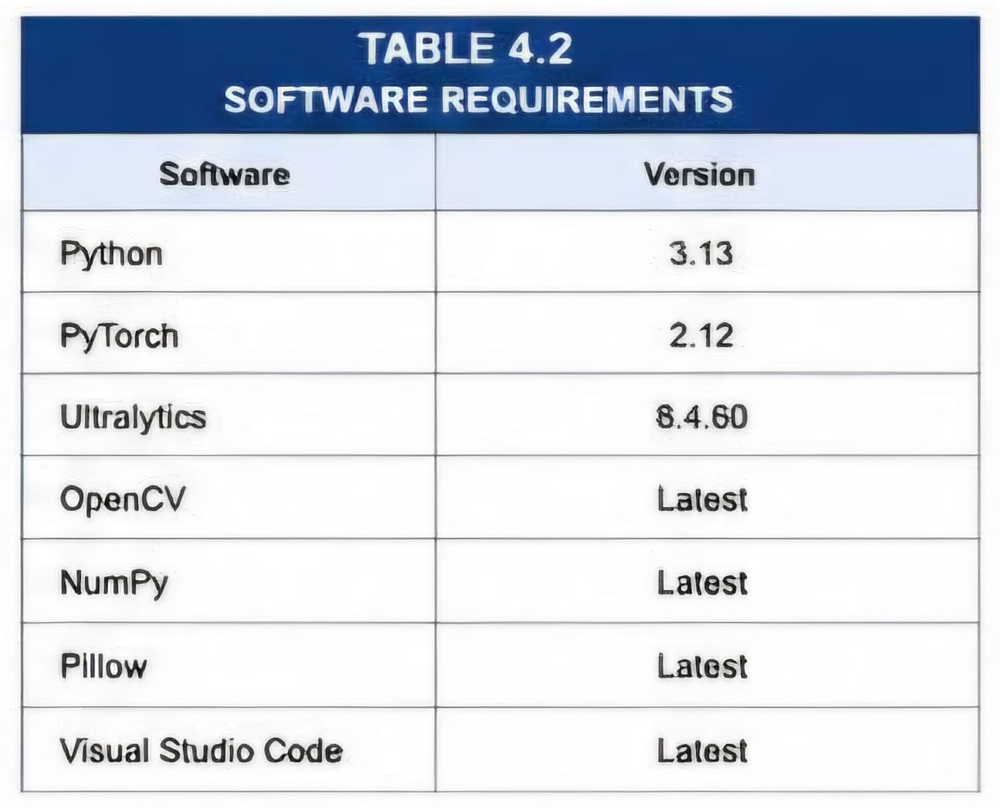 TABLE 4.2
SOFTWARE REQUIREMENTS
Software Version
Python 3.13
PyTorch 2.12
Ultralytics 8.4.60
OpenCV Latest
NumPy Latest
Pillow Latest
Visual Studio Code Latest